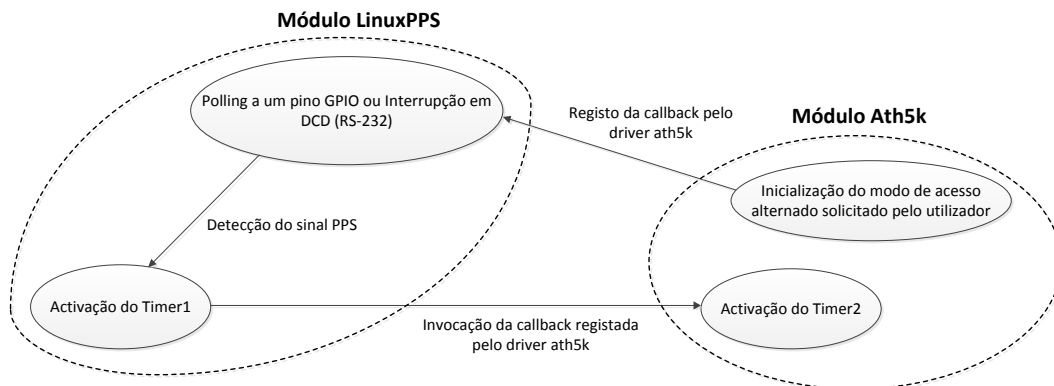 Módulo LinuxPPS
Polling a um pino GPIO ou Interrupção em
DCD (RS-232)
Registo da callback pelo
driver ath5k
Módulo Ath5k
Inicialização do modo de acesso
alternado solicitado pelo utilizador
Detecção do sinal PPS
Activação do Timer1
Activação do Timer2
Invocação da callback registada
pelo driver ath5k